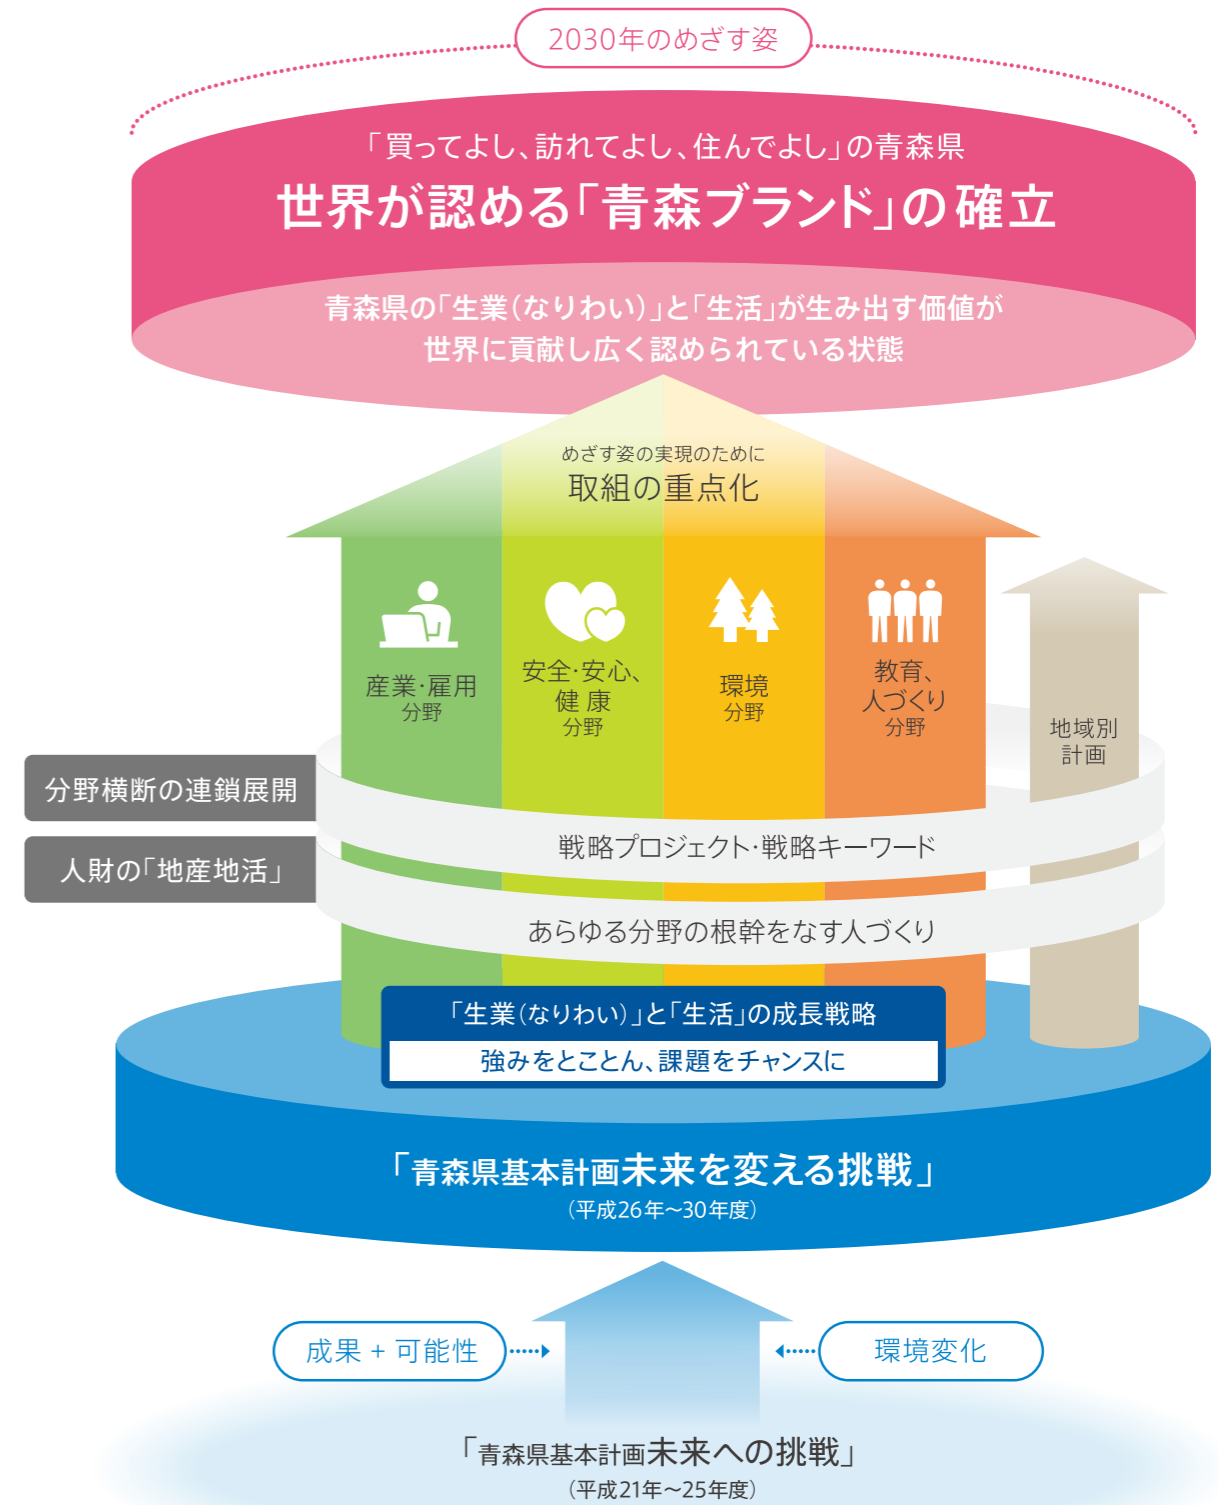 2030年のめざす姿
「買ってよし、訪れてよし、住んでよし」の青森県
世界が認める「青森ブランド」の確立
青森県の「生業（なりわい）」と「生活」が生み出す価値が
世界に貢献し広く認められている状態
めざす姿の実現のために
取組の重点化
産業・雇用
分野
安全・安心、
健 康
分野
環境
分野
教育、
人づくり
分野
地域別
計画
分野横断の連鎖展開
戦略プロジェクト・戦略キーワード
人財の「地産地活」
あらゆる分野の根幹をなす人づくり
「生業（なりわい）」と「生活」の成長戦略
強みをとことん、課題をチャンスに
「青森県基本計画未来を変える挑戦」
（平成26年～30年度）
成果 + 可能性
環境変化
「青森県基本計画未来への挑戦」
（平成21年～25年度）